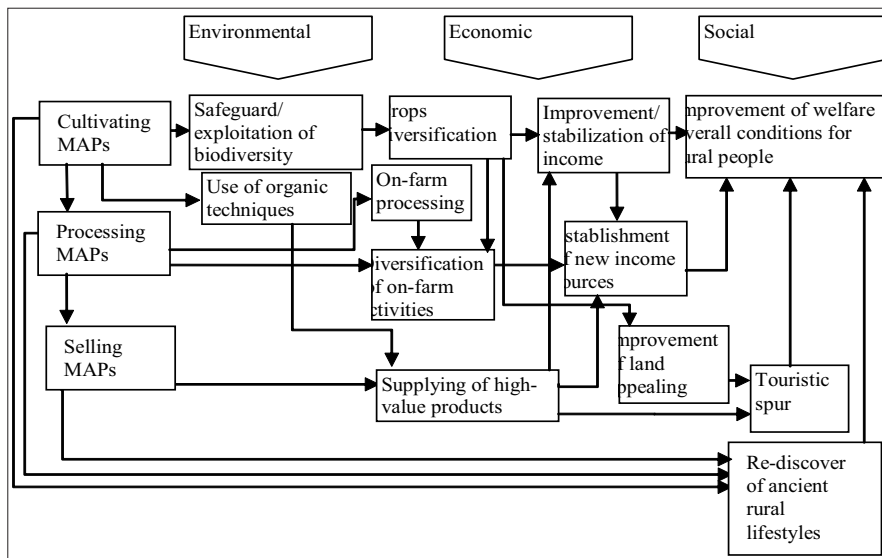 Environmental
Economic
Social
Cultivating
MAPs
Safeguard/
exploitation of
biodiversity
rops
iversification
Improvement/
stabilization of
income
mprovement of welfare
verall conditions for
ural people
Use of organic
techniques
On-farm
processing
Processing
MAPs
iversification
f on-farm
ctivities
stablishment
f new income
ources
Selling
MAPs
Supplying of high-
value products
mprovement
f land
ppealing
Touristic
spur
Re-discover
of ancient
rural
lifestyles